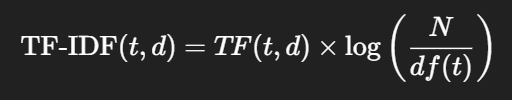 TF-IDF(t, d) = TF(t, d) × log(N / df(t))